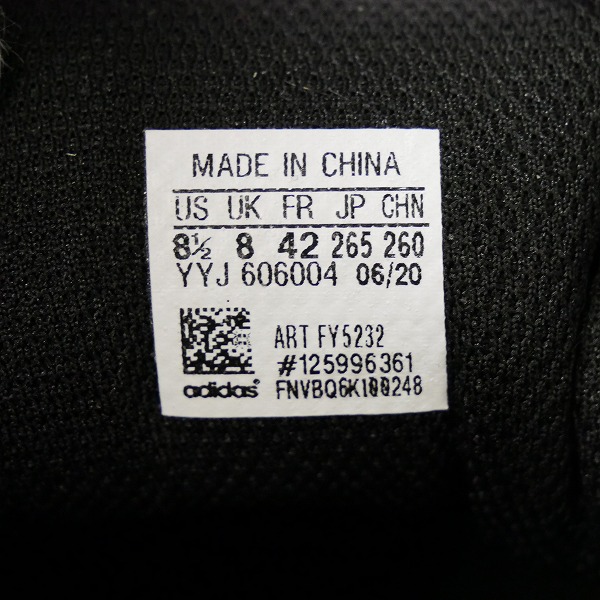 MADE IN CHINA
US UK FR JP CHN
8½ 8 42 265 260
YYJ 606004 06/20
ART FY5232
#125996361
adidas® FNVBQ6K100248